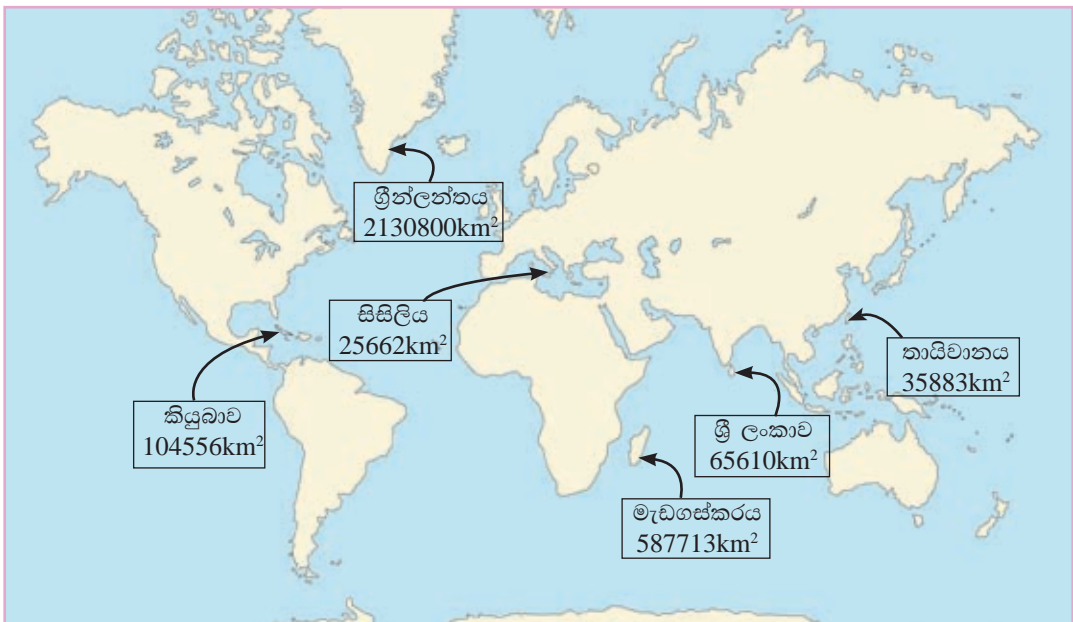 ග්‍රීන්ලන්තය
2130800km²
සිසිලිය
25662km²
තායිවානය
35883km²
කියුබාව
104556km²
ශ්‍රී ලංකාව
65610km²
මැඩගස්කරය
587713km²